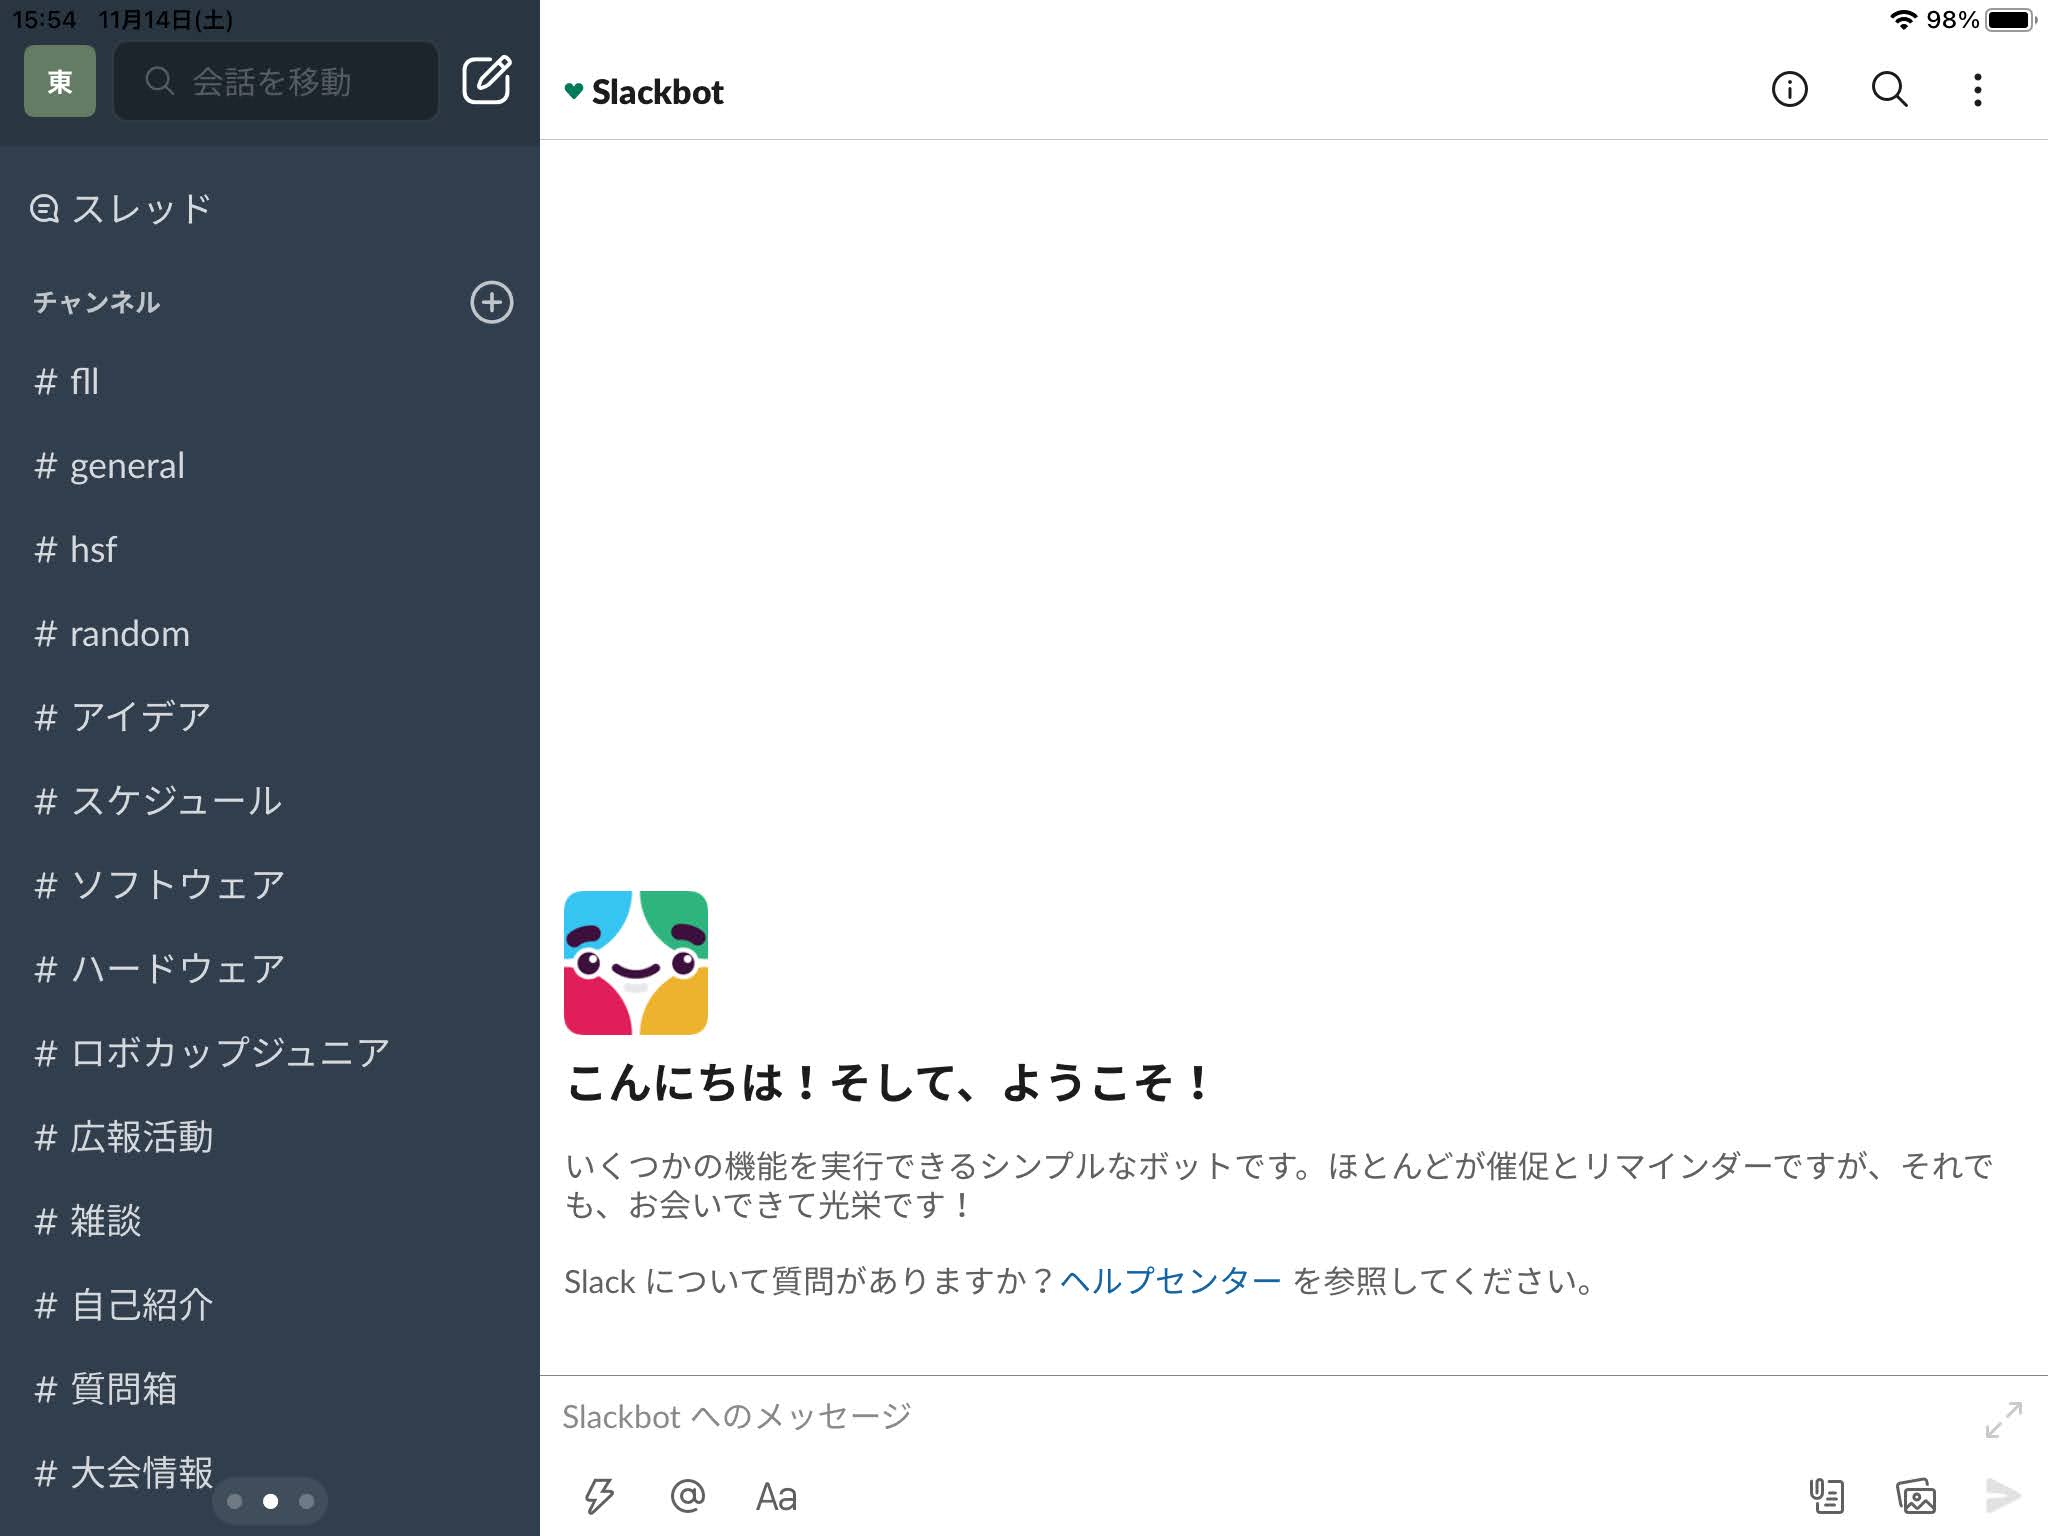 15:54 11月14日(土)
98%
東
会話を移動
スレッド
チャンネル
# fll
# general
# hsf
# random
# アイデア
# スケジュール
# ソフトウェア
# ハードウェア
# ロボカップジュニア
# 広報活動
# 雑談
# 自己紹介
# 質問箱
# 大会情報
Slackbot
こんにちは！そして、ようこそ！
いくつかの機能を実行できるシンプルなボットです。ほとんどが催促とリマインダーですが、それで
も、お会いできて光栄です！
Slack について質問がありますか？ヘルプセンター を参照してください。
Slackbot へのメッセージ
@ Aa